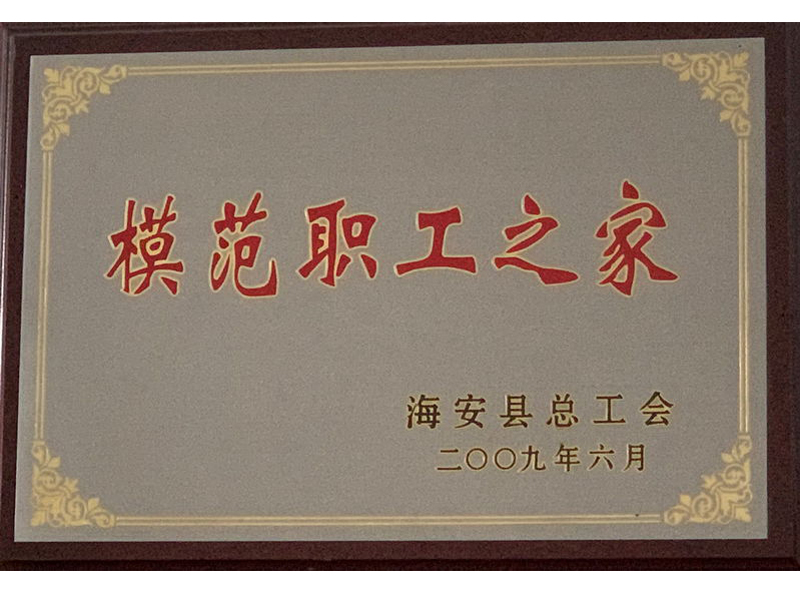 模范职工之家
海安县总工会
二〇〇九年六月